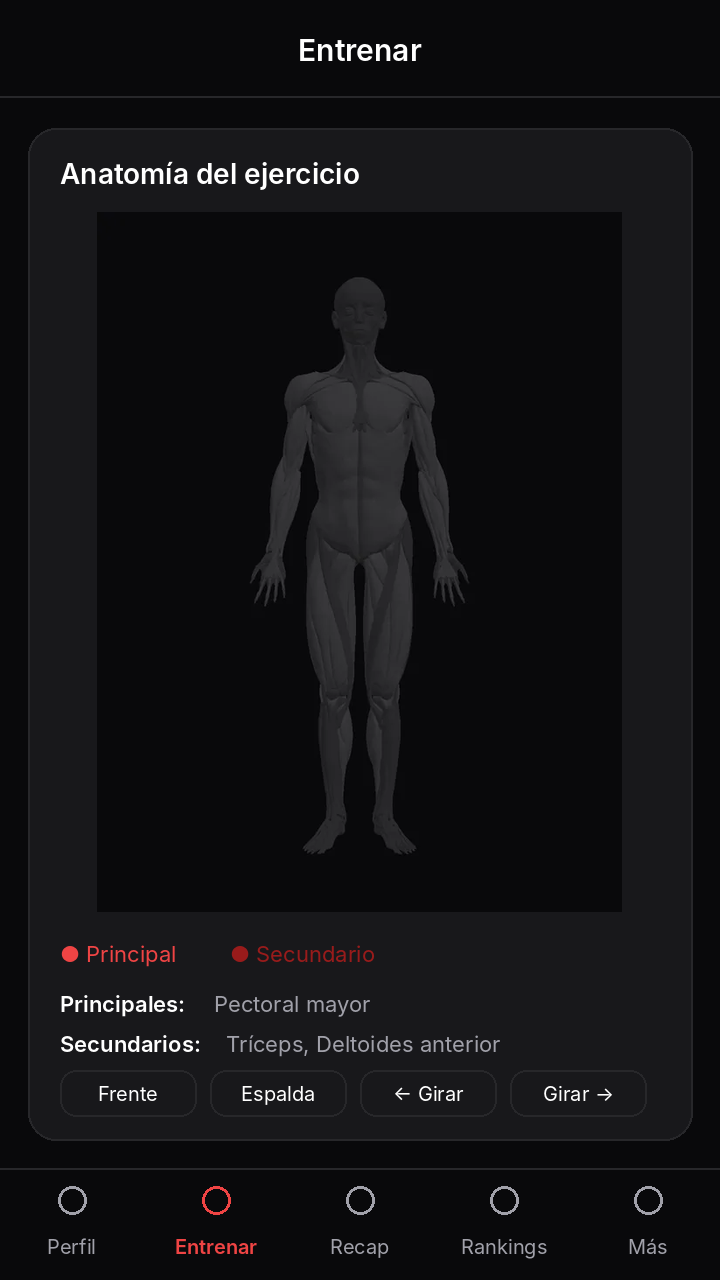 Entrenar
Anatomía del ejercicio
Principal Secundario
Principales: Pectoral mayor
Secundarios: Tríceps, Deltoides anterior
Frente Espalda ← Girar Girar →
Perfil Entrenar Recap Rankings Más